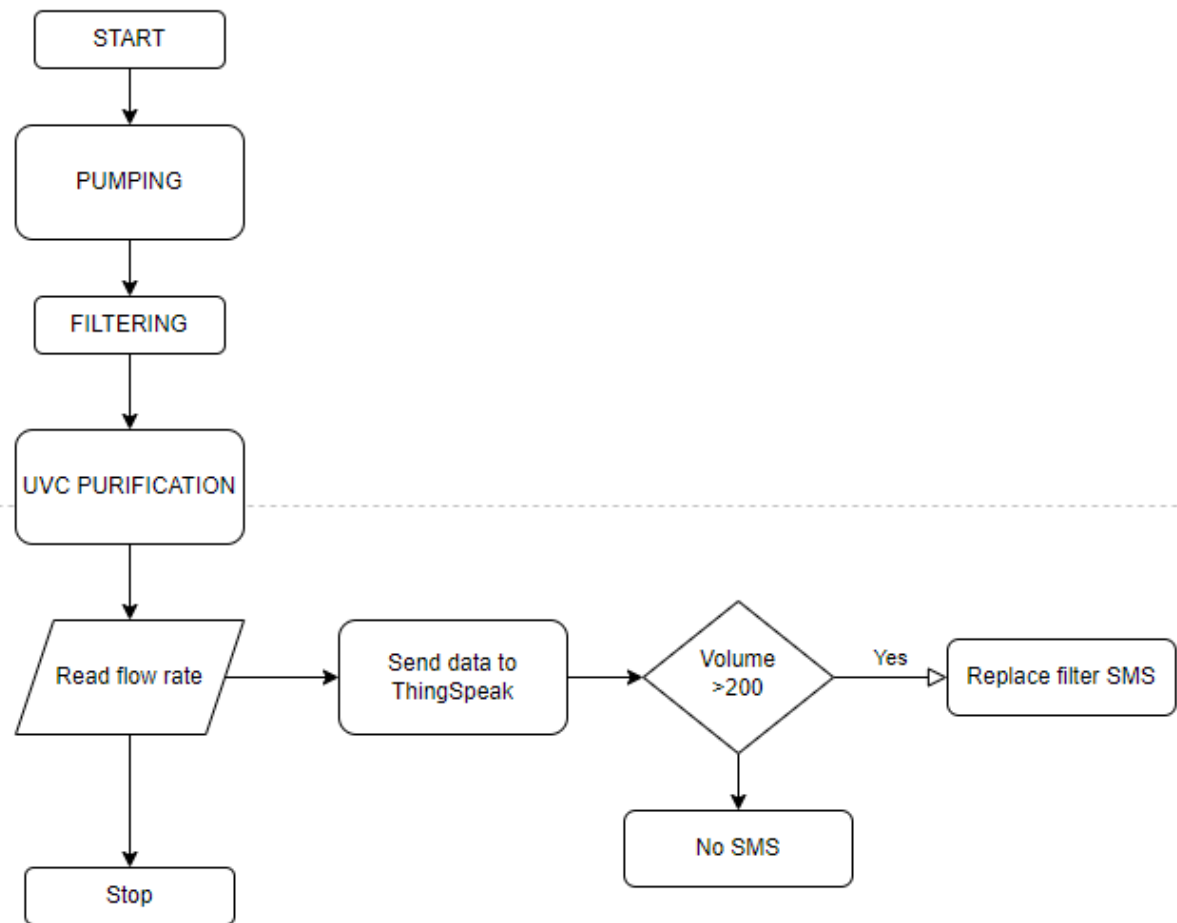 START
PUMPING
FILTERING
UVC PURIFICATION
Read flow rate
Send data to
ThingSpeak
Volume
>200
Yes
Replace filter SMS
No SMS
Stop